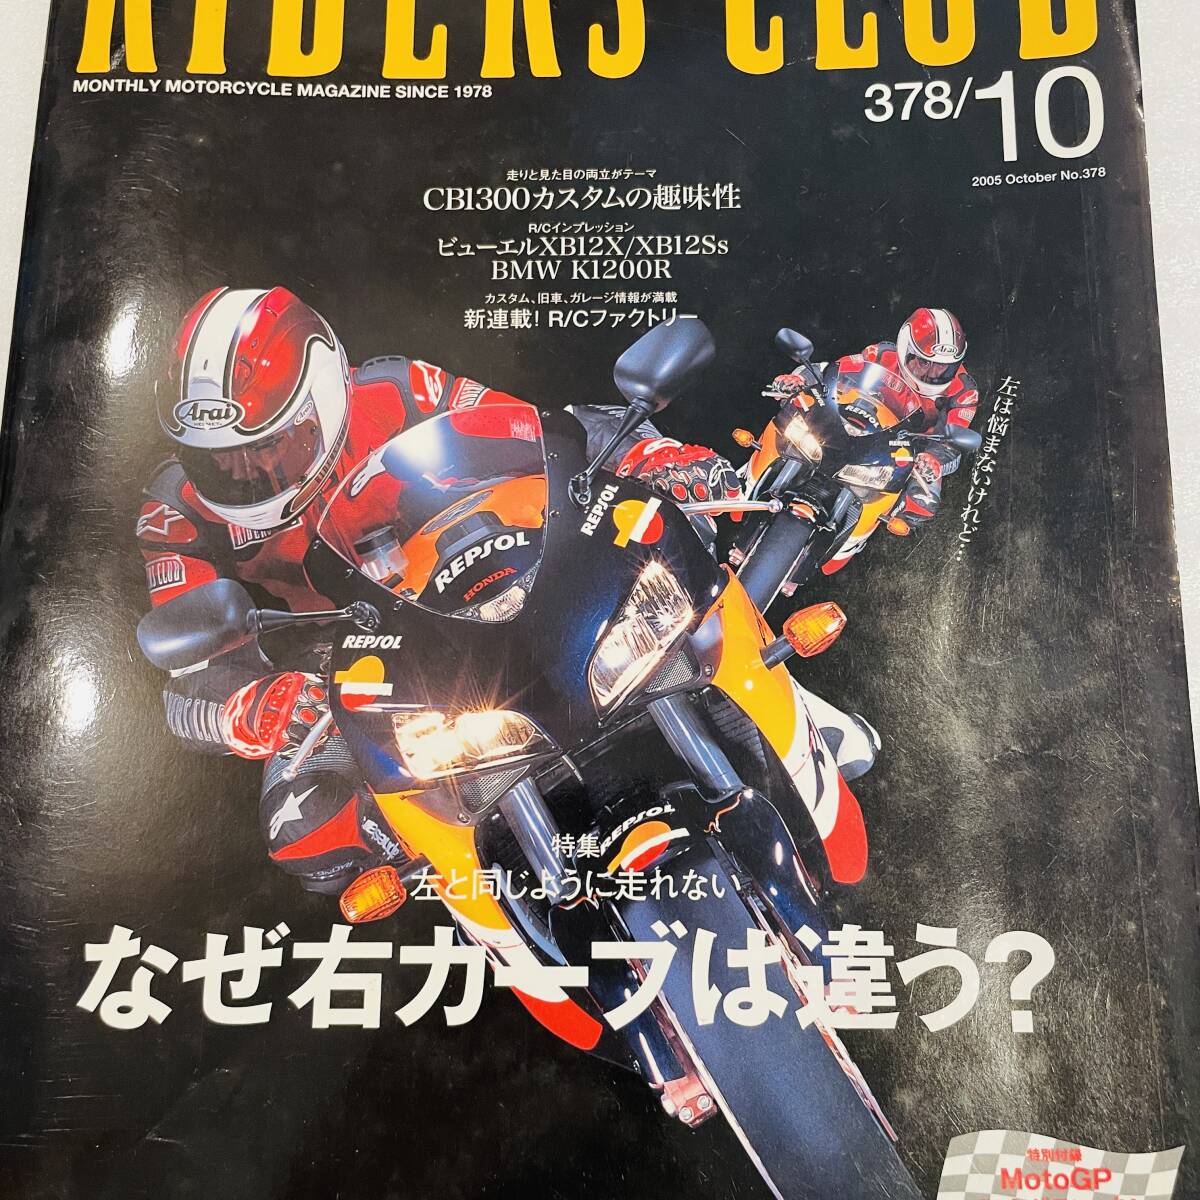 RIDERS CLUB
MONTHLY MOTORCYCLE MAGAZINE SINCE 1978
378/10
2005 October No.378
走りと見た目の両立がテーマ
CB1300カスタムの趣味性
R/Cインプレッション
ビューエルXB12X/XB12Ss
BMW K1200R
カスタム、旧車、ガレージ情報が満載
新連載! R/Cファクトリー
左は悩まないけれど…
Arai
Arai
REPSOL
REPSOL
HONDA
REPSOL
REPSOL
REPSOL
RIDERS
CLUB
特集
左と同じように走れない
なぜ右カーブは違う?
特別付録
MotoGP